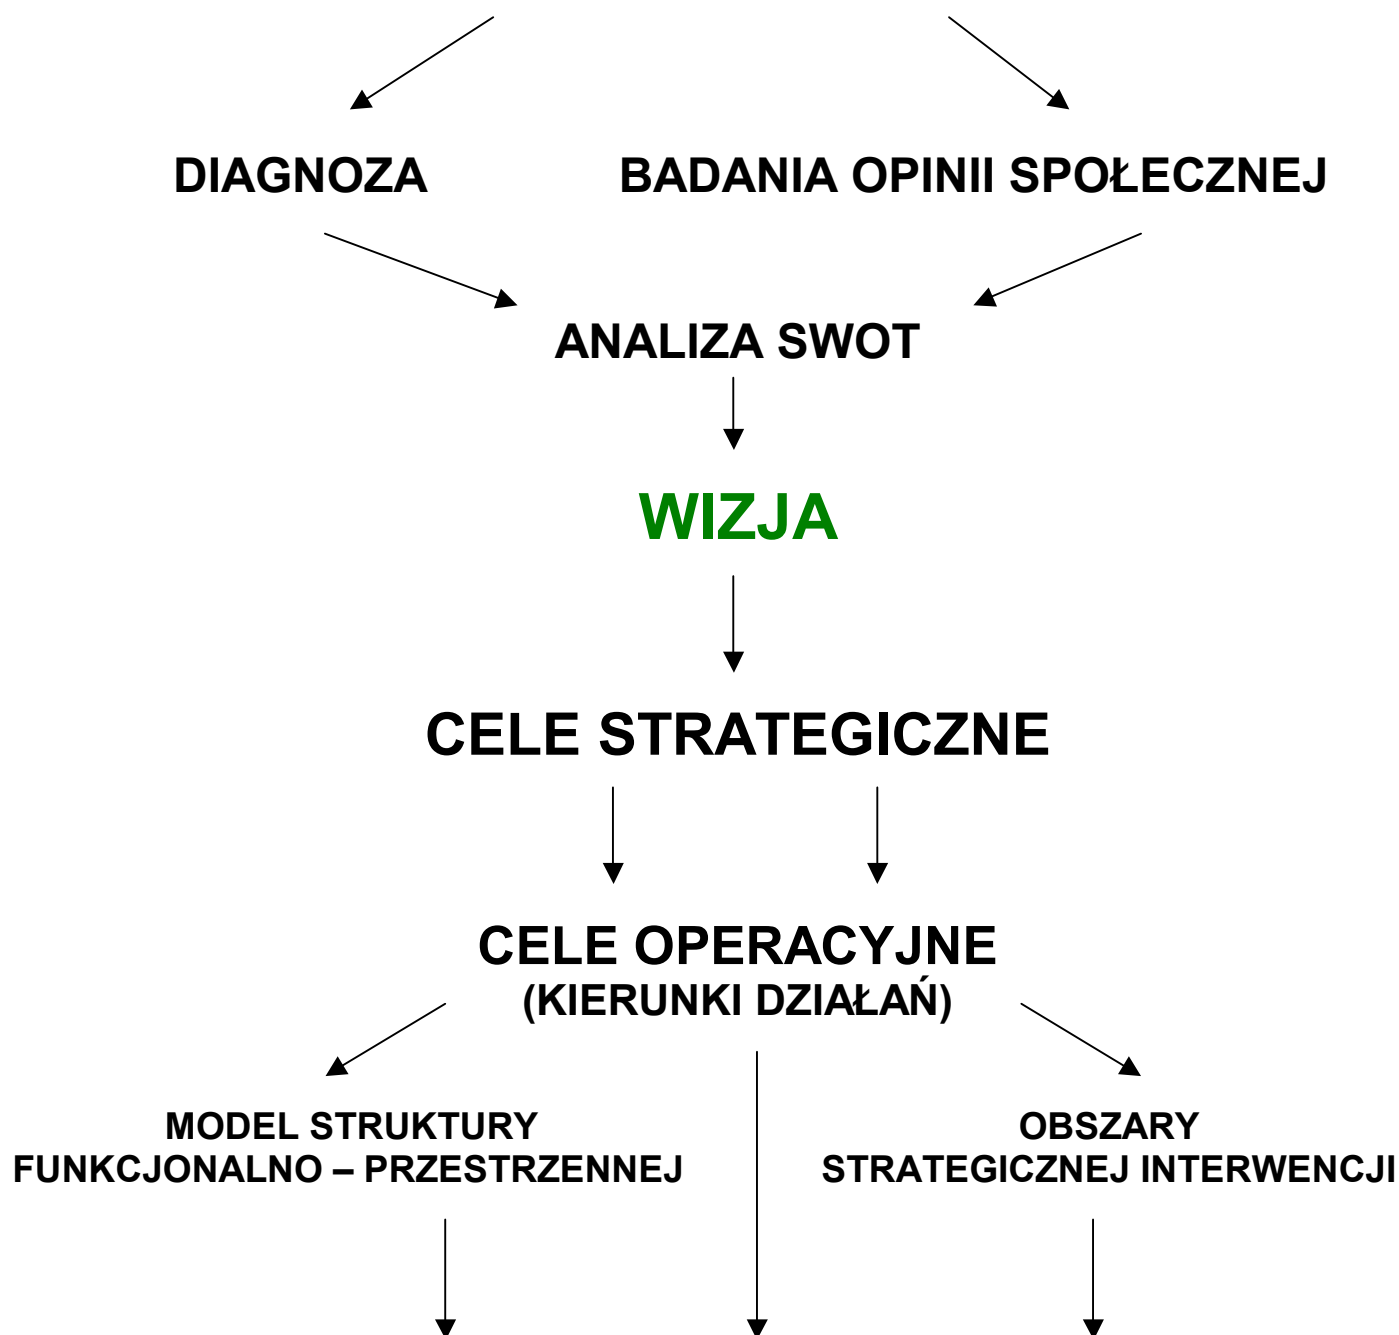 DIAGNOZA
BADANIA OPINII SPOŁECZNEJ
ANALIZA SWOT
WIZJA
CELE STRATEGICZNE
CELE OPERACYJNE
(KIERUNKI DZIAŁAŃ)
MODEL STRUKTURY
FUNKCJONALNO – PRZESTRZENNEJ
OBSZARY
STRATEGICZNEJ INTERWENCJI